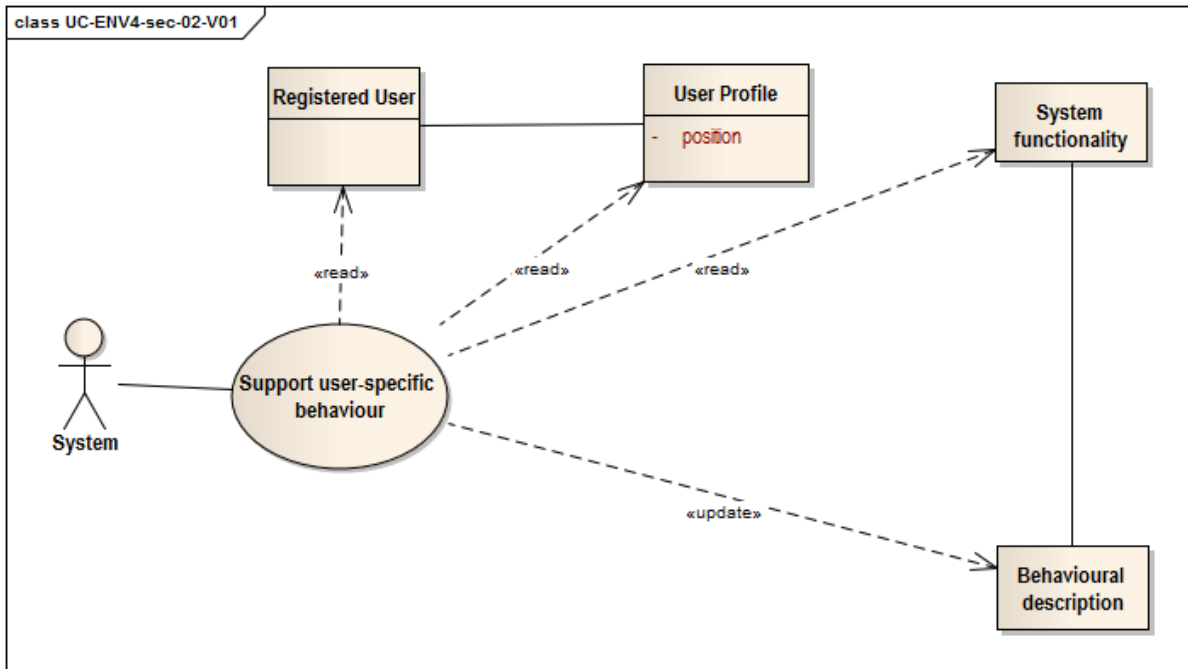 class UC-ENV4-sec-02-V01
Registered User
User Profile
- position
System
functionality
«read»
«read»
«read»
Support user-specific
behaviour
System
«update»
Behavioural
description